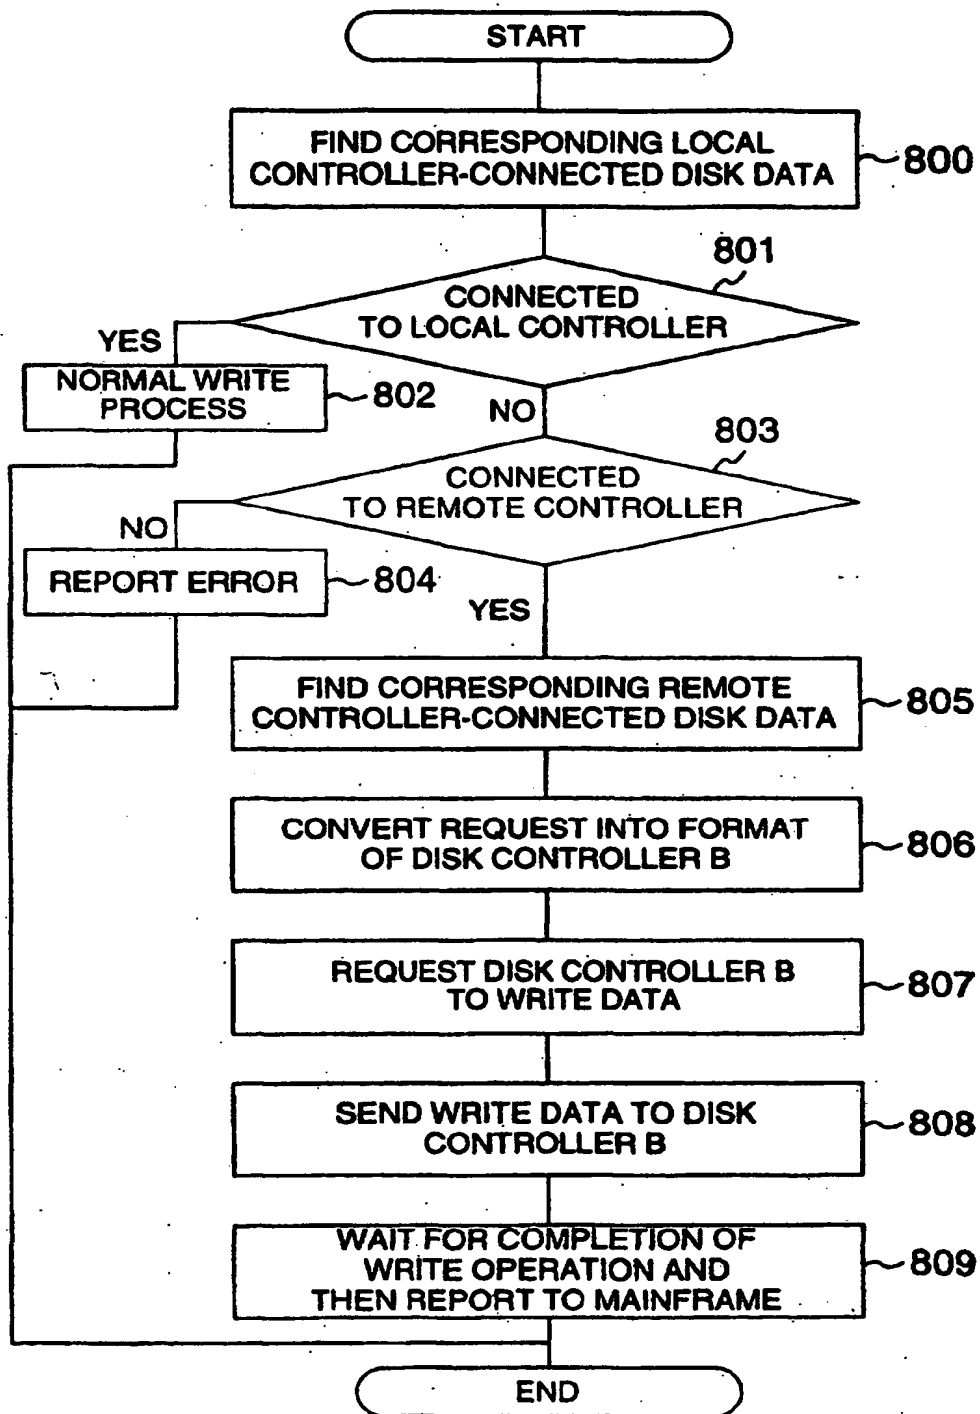 START
FIND CORRESPONDING LOCAL
CONTROLLER-CONNECTED DISK DATA
800
801
CONNECTED
TO LOCAL CONTROLLER
YES
NORMAL WRITE
PROCESS
802
NO
803
CONNECTED
TO REMOTE CONTROLLER
NO
REPORT ERROR
804
YES
FIND CORRESPONDING REMOTE
CONTROLLER-CONNECTED DISK DATA
805
CONVERT REQUEST INTO FORMAT
OF DISK CONTROLLER B
806
REQUEST DISK CONTROLLER B
TO WRITE DATA
807
SEND WRITE DATA TO DISK
CONTROLLER B
808
WAIT FOR COMPLETION OF
WRITE OPERATION AND
THEN REPORT TO MAINFRAME
809
END